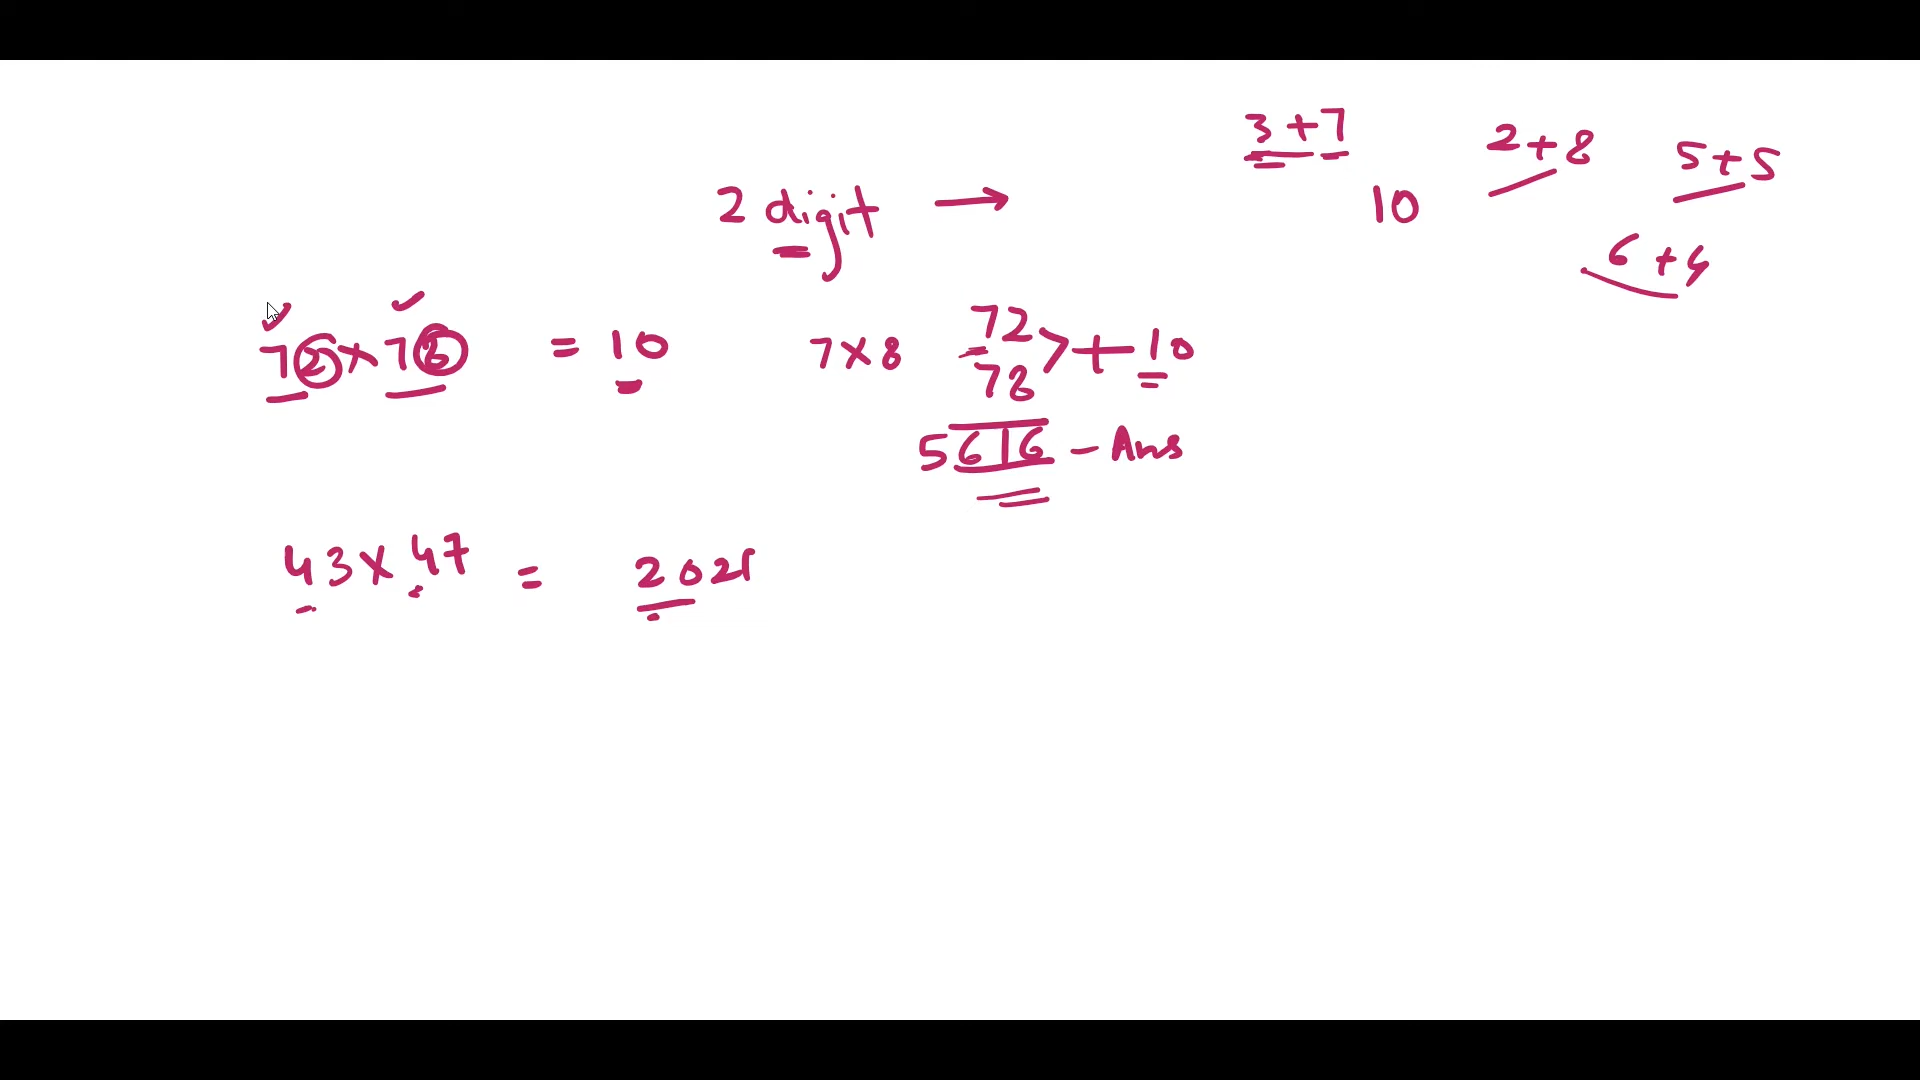 3+7
2+8
5+5
2 digit →
10
6+4
72×78 = 10
7×8
72
78 > + 10
5616 - Ans
43×47 = 2021